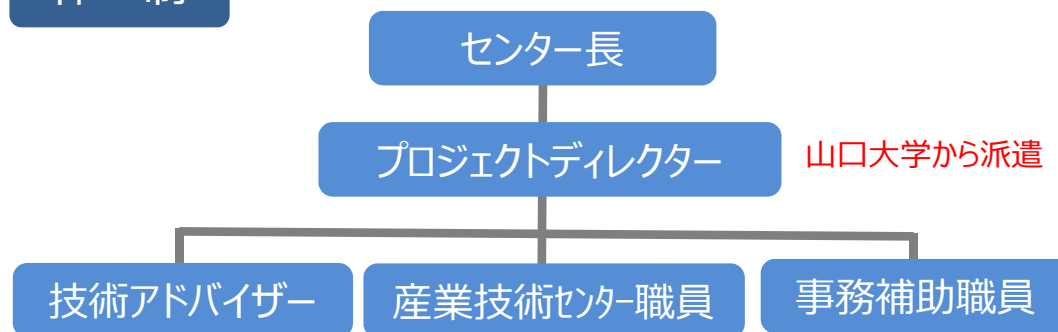 体 制
センター長
プロジェクトディレクター
山口大学から派遣
技術アドバイザー
産業技術ｾﾝﾀｰ職員
事務補助職員